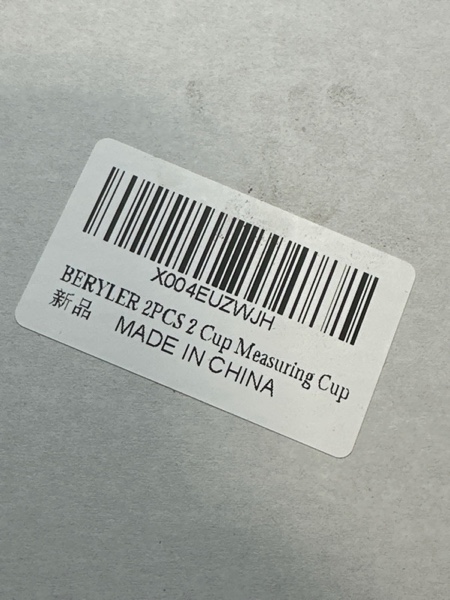 X004EUZWJH
BERYLER 2PCS 2 Cup Measuring Cup
新品
MADE IN CHINA